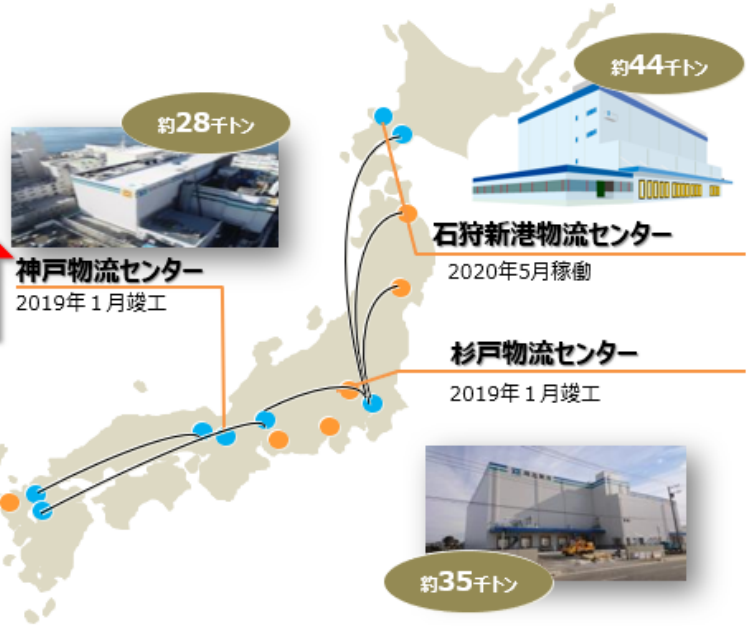 約44千トン
約28千トン
石狩新港物流センター
2020年5月稼働
神戸物流センター
2019年1月竣工
杉戸物流センター
2019年1月竣工
約35千トン